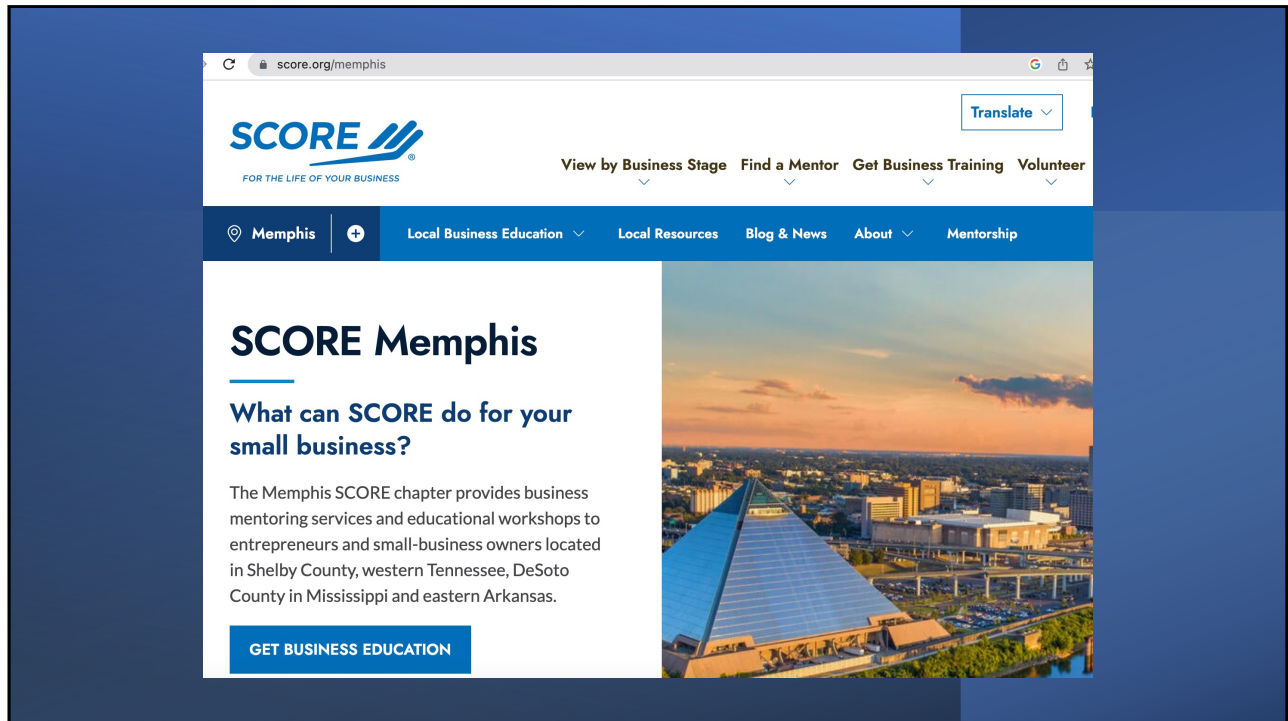 score.org/memphis
Translate
SCORE
®
FOR THE LIFE OF YOUR BUSINESS
View by Business Stage Find a Mentor Get Business Training Volunteer
Memphis Local Business Education Local Resources Blog & News About Mentorship
SCORE Memphis
What can SCORE do for your
small business?
The Memphis SCORE chapter provides business
mentoring services and educational workshops to
entrepreneurs and small-business owners located
in Shelby County, western Tennessee, DeSoto
County in Mississippi and eastern Arkansas.
GET BUSINESS EDUCATION